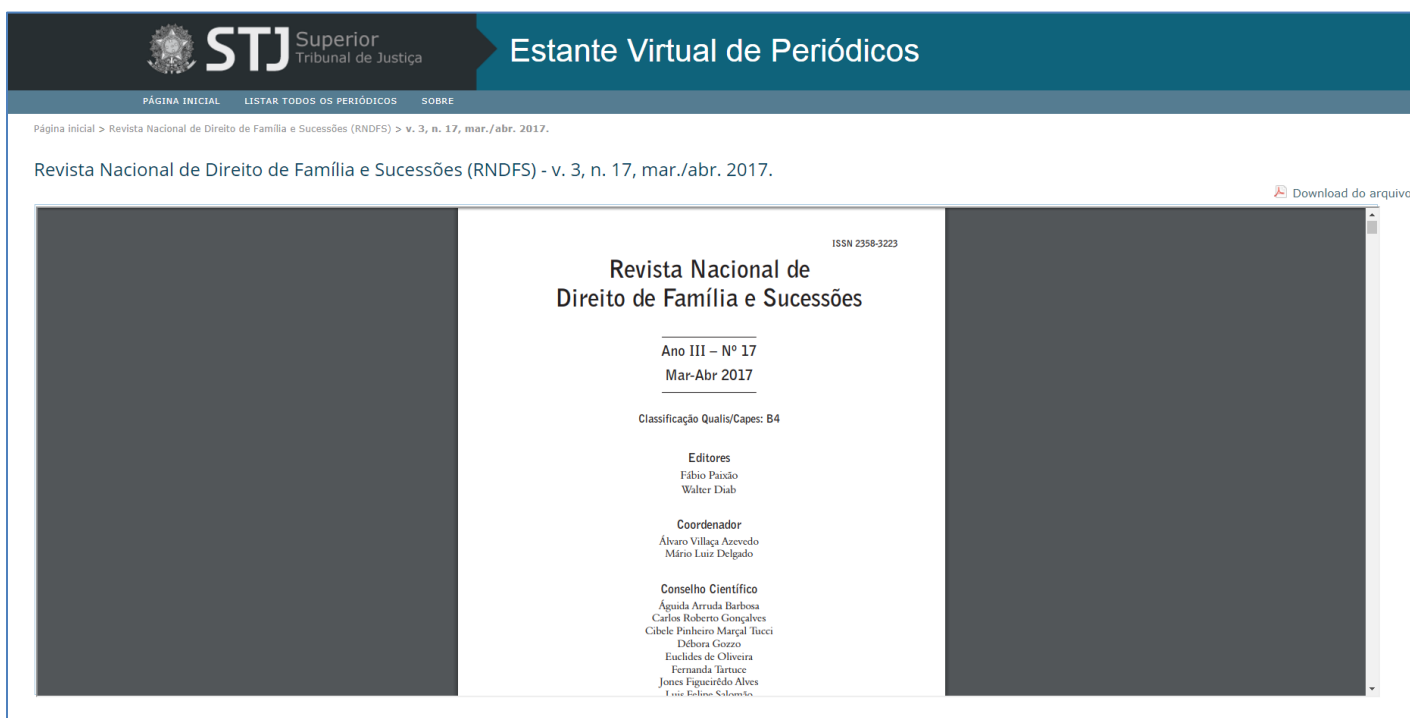 STJ Superior
Tribunal de Justiça
Estante Virtual de Periódicos
PÁGINA INICIAL LISTAR TODOS OS PERIÓDICOS SOBRE
Página inicial > Revista Nacional de Direito de Família e Sucessões (RNDFS) > v. 3, n. 17, mar./abr. 2017.
Revista Nacional de Direito de Família e Sucessões (RNDFS) - v. 3, n. 17, mar./abr. 2017.
Download do arquivo
ISSN 2358-3223
Revista Nacional de
Direito de Família e Sucessões
Ano III – Nº 17
Mar-Abr 2017
Classificação Qualis/Capes: B4
Editores
Fábio Paixão
Walter Diab
Coordenador
Álvaro Villaça Azevedo
Mário Luiz Delgado
Conselho Científico
Águida Arruda Barbosa
Carlos Roberto Gonçalves
Cibele Pinheiro Marçal Tucci
Débora Gozzo
Euclides de Oliveira
Fernanda Tartuce
Jones Figueirêdo Alves
Luis Felipe Salomão